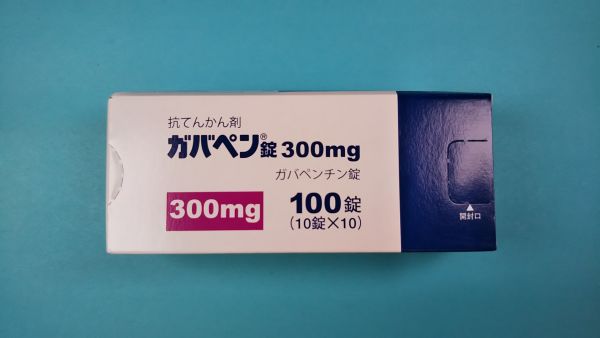 抗てんかん剤
ガバペン®錠 300mg
ガバペンチン錠
300mg
100錠
(10錠×10)
開封口